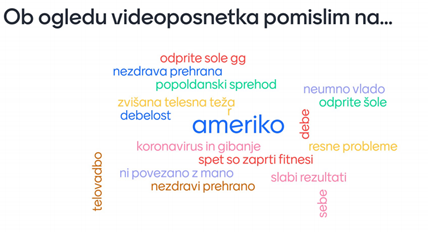 Ob ogledu videoposnetka pomislim na...
odprite sole gg
nezdrava prehrana
popoldanski sprehod
neumno vlado
zvišana telesna teža
r
odprite šole
debelost
ameriko
debe
koronavirus in gibanje
resne probleme
spet so zaprti fitnesi
telovadbo
ni povezano z mano
slabi rezultati
nezdravi prehrano
sebe